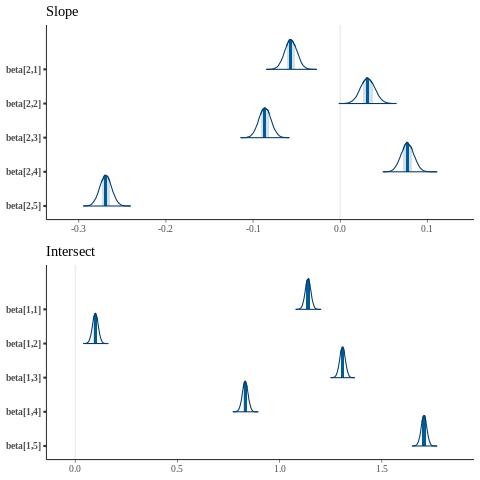 Slope
beta[2,1]
beta[2,2]
beta[2,3]
beta[2,4]
beta[2,5]
-0.3 -0.2 -0.1 0.0 0.1
Intersect
beta[1,1]
beta[1,2]
beta[1,3]
beta[1,4]
beta[1,5]
0.0 0.5 1.0 1.5